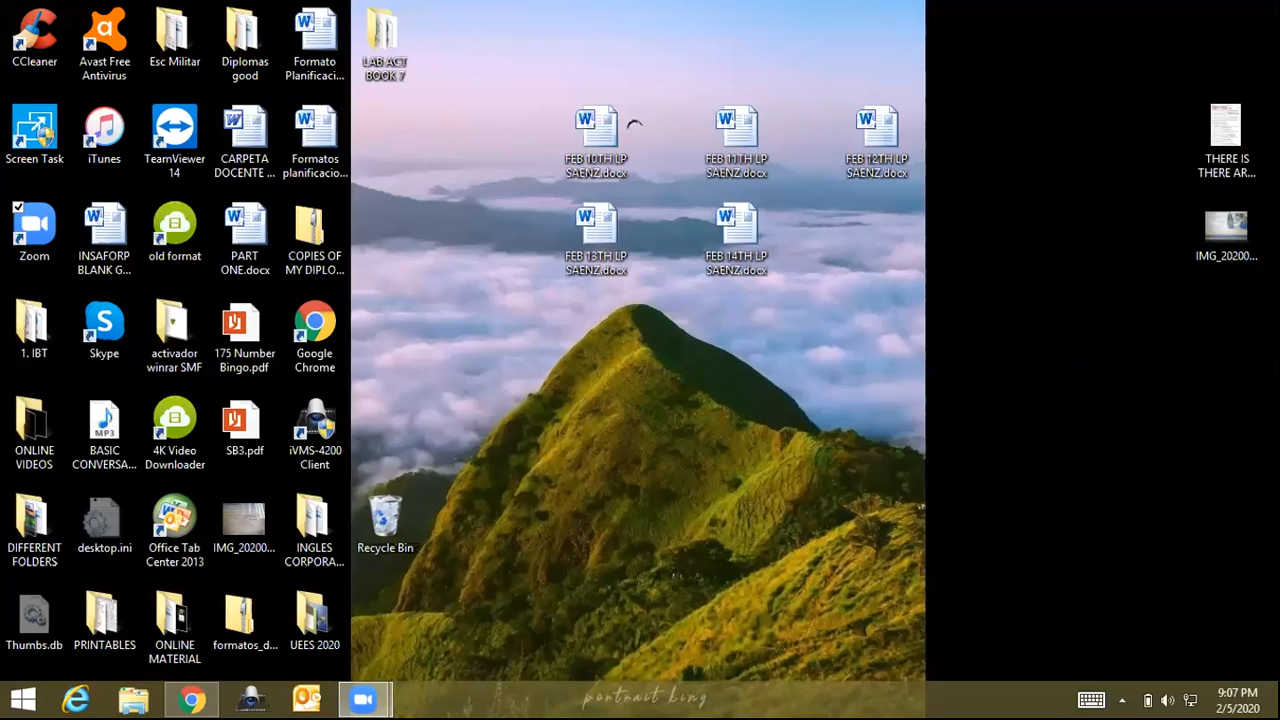 CCleaner
Avast Free
Antivirus
Esc Militar
Diplomas
good
Formato
Planificaci...
LAB ACT
BOOK 7
Screen Task
iTunes
TeamViewer
14
CARPETA
DOCENTE ...
Formatos
planificacio...
FEB 10TH LP
SAENZ.docx
FEB 11TH LP
SAENZ.docx
FEB 12TH LP
SAENZ.docx
THERE IS
THERE AR...
Zoom
INSAFORP
BLANK G...
old format
PART
ONE.docx
COPIES OF
MY DIPLO...
FEB 13TH LP
SAENZ.docx
FEB 14TH LP
SAENZ.docx
IMG_20200...
1. IBT
Skype
activador
winrar SMF
175 Number
Bingo.pdf
Google
Chrome
ONLINE
VIDEOS
MP3
BASIC
CONVERSA...
4K Video
Downloader
SB3.pdf
iVMS-4200
Client
DIFFERENT
FOLDERS
desktop.ini
Office Tab
Center 2013
IMG_20200...
INGLES
CORPORA...
Recycle Bin
Thumbs.db
PRINTABLES
ONLINE
MATERIAL
formatos_d...
UEES 2020
portrait king
9:07 PM
2/5/2020